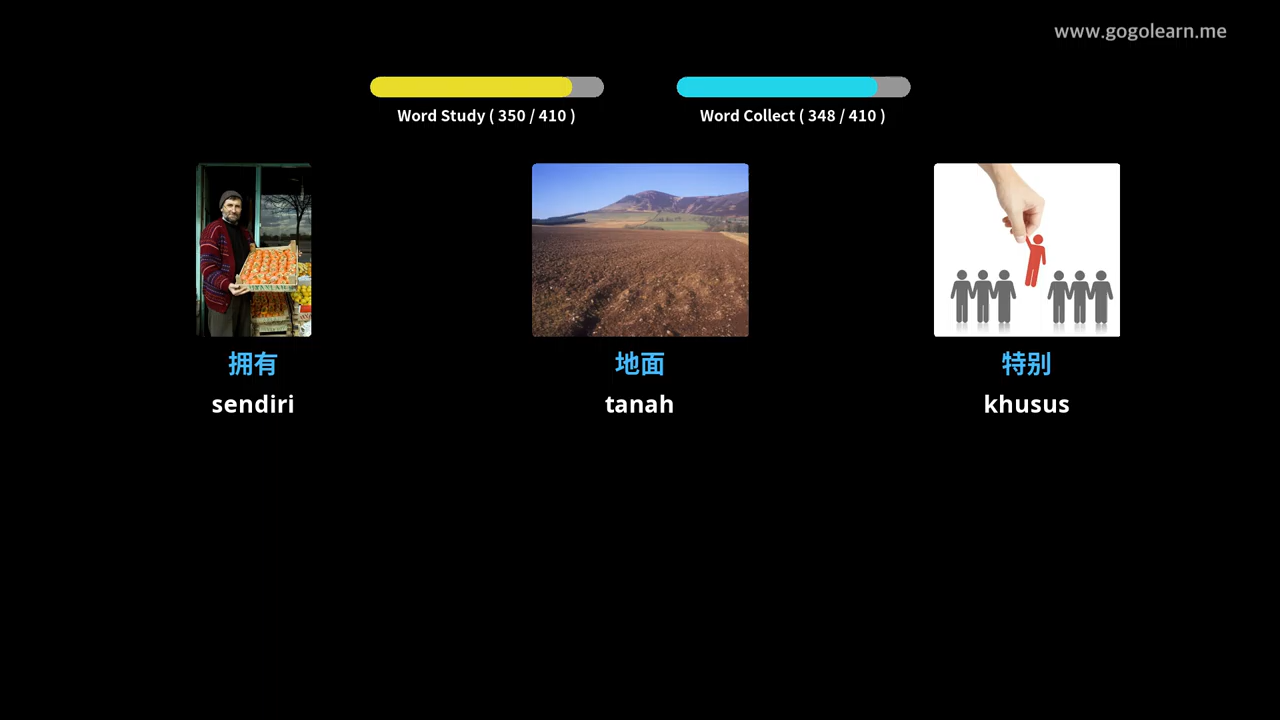 www.gogolearn.me
Word Study ( 350 / 410 )
Word Collect ( 348 / 410 )
拥有
地面
特别
sendiri
tanah
khusus